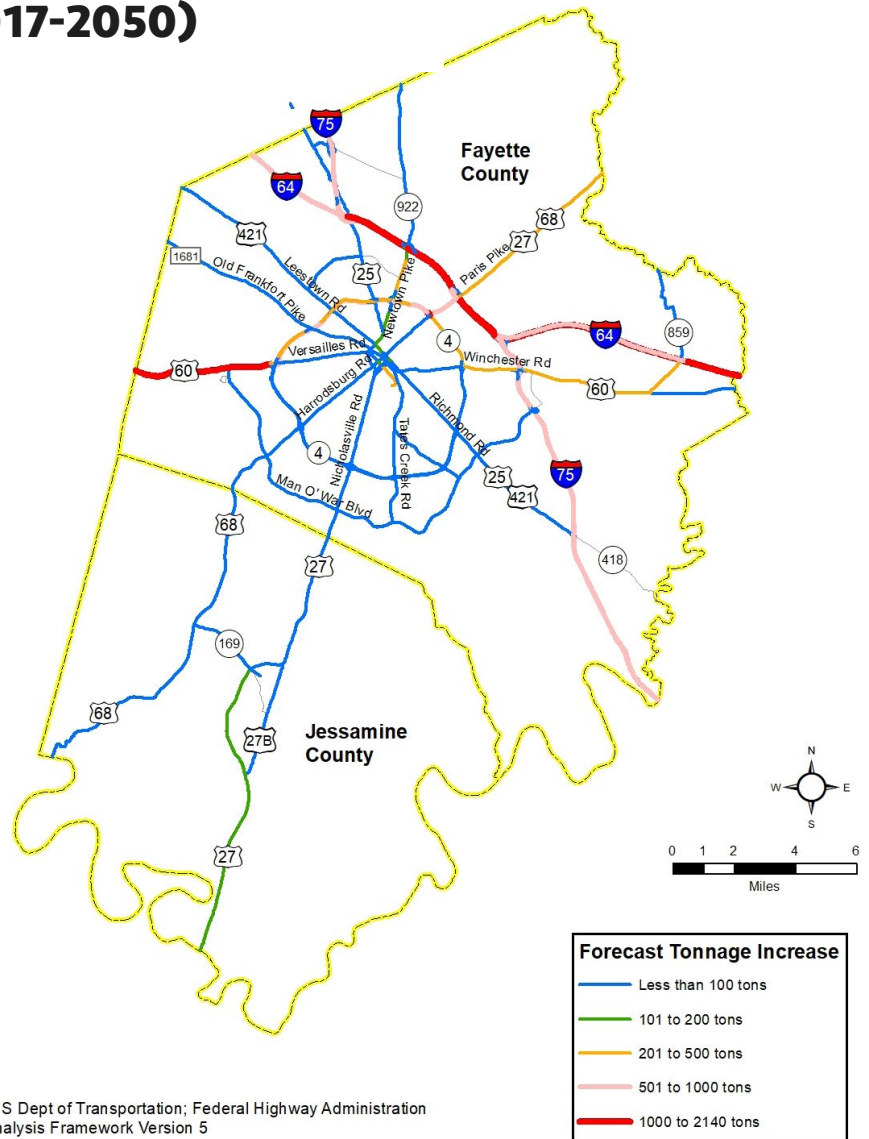 017-2050)
75
Fayette
County
64
68
922
27
421
1681
25
Paris Pike
Old Frankfort Pike
Leestown Rd
Newtown Pike
859
64
4
60
Versailles Rd
Winchester Rd
60
Harrodsburg Rd
Nicholasville Rd
Tates Creek Rd
Richmond Rd
4
75
25
421
Man O' War Blvd
68
418
27
169
68
27B
Jessamine
County
27
N
W
E
S
0 1 2 4 6
Miles
Forecast Tonnage Increase
Less than 100 tons
101 to 200 tons
201 to 500 tons
501 to 1000 tons
1000 to 2140 tons
S Dept of Transportation; Federal Highway Administration
nalysis Framework Version 5